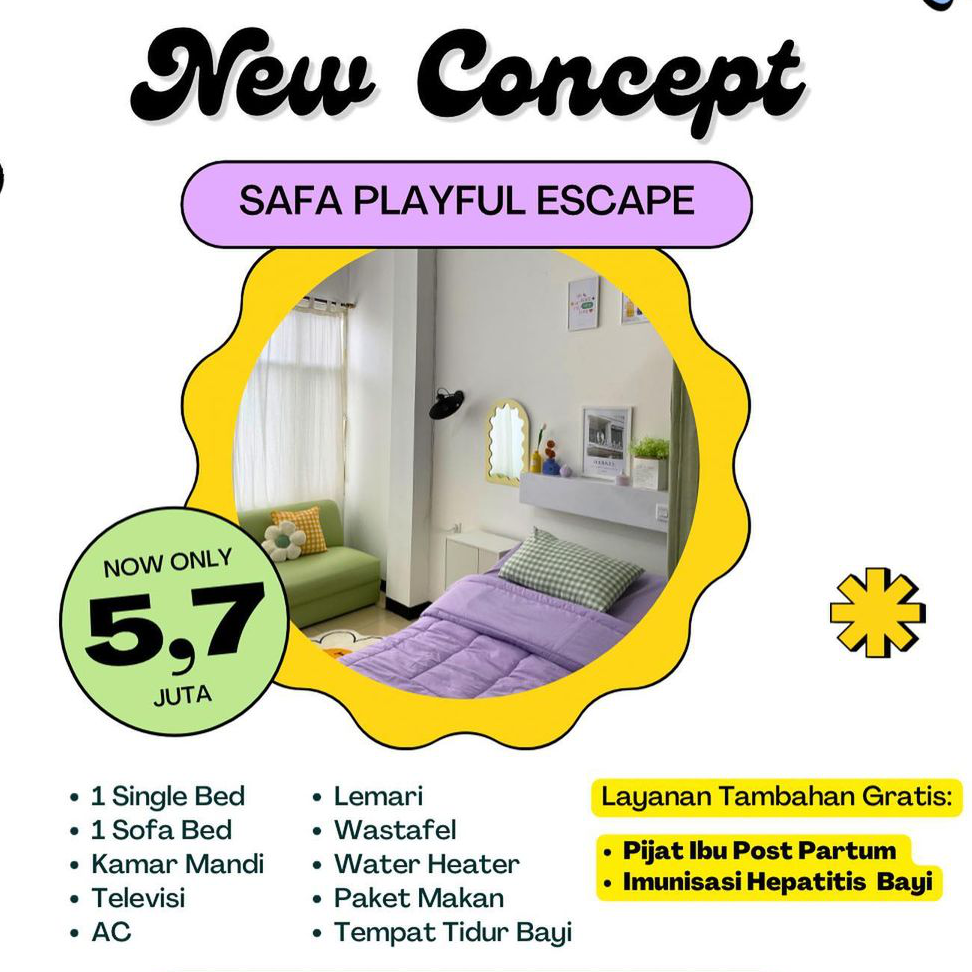 New Concept
SAFA PLAYFUL ESCAPE
NOW ONLY
5,7
JUTA
• 1 Single Bed
• 1 Sofa Bed
• Kamar Mandi
• Televisi
• AC
• Lemari
• Wastafel
• Water Heater
• Paket Makan
• Tempat Tidur Bayi
Layanan Tambahan Gratis:
• Pijat Ibu Post Partum
• Imunisasi Hepatitis Bayi